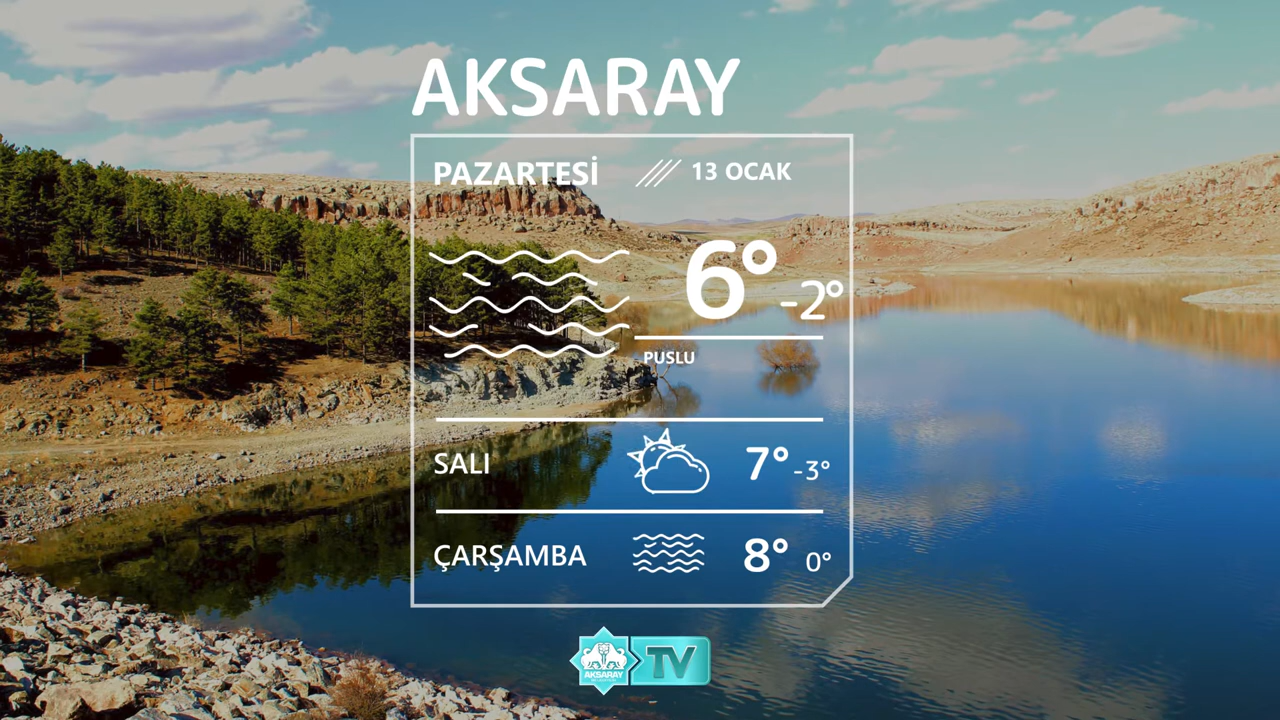 AKSARAY
PAZARTESİ /// 13 OCAK
6° -2°
PUSLU
SALI 7° -3°
ÇARŞAMBA 8° 0°
AKSARAY
TV